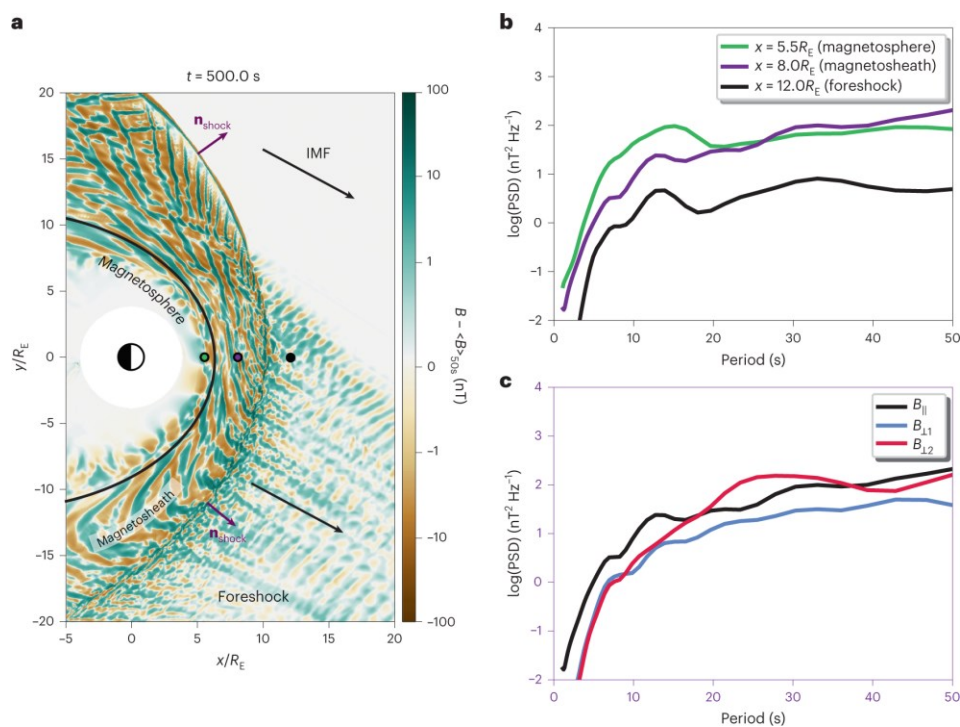 a
t = 500.0 s
20
15
10
5
0
−5
−10
−15
−20
y/R_E
−5
0
5
10
15
20
x/R_E
n_shock
IMF
Magnetosphere
Magnetosheath
n_shock
Foreshock
100
10
1
0
−1
−10
−100
B − <B>_50s (nT)
b
4
3
2
1
0
−1
−2
log(PSD) (nT² Hz⁻¹)
x = 5.5R_E (magnetosphere)
x = 8.0R_E (magnetosheath)
x = 12.0R_E (foreshock)
0
10
20
30
40
50
Period (s)
c
4
3
2
1
0
−1
−2
log(PSD) (nT² Hz⁻¹)
B_||
B_⊥1
B_⊥2
0
10
20
30
40
50
Period (s)